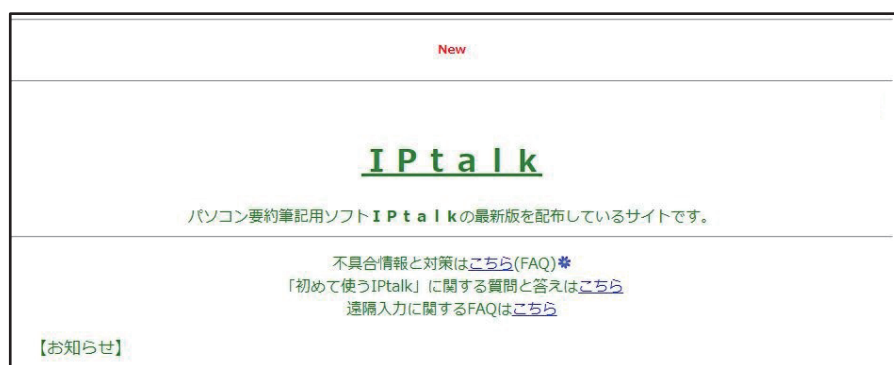 New
ＩＰｔａｌｋ
パソコン要約筆記用ソフトＩＰｔａｌｋの最新版を配布しているサイトです。
不具合情報と対策はこちら(FAQ)✽
「初めて使うIPtalk」に関する質問と答えはこちら
遠隔入力に関するFAQはこちら
【お知らせ】